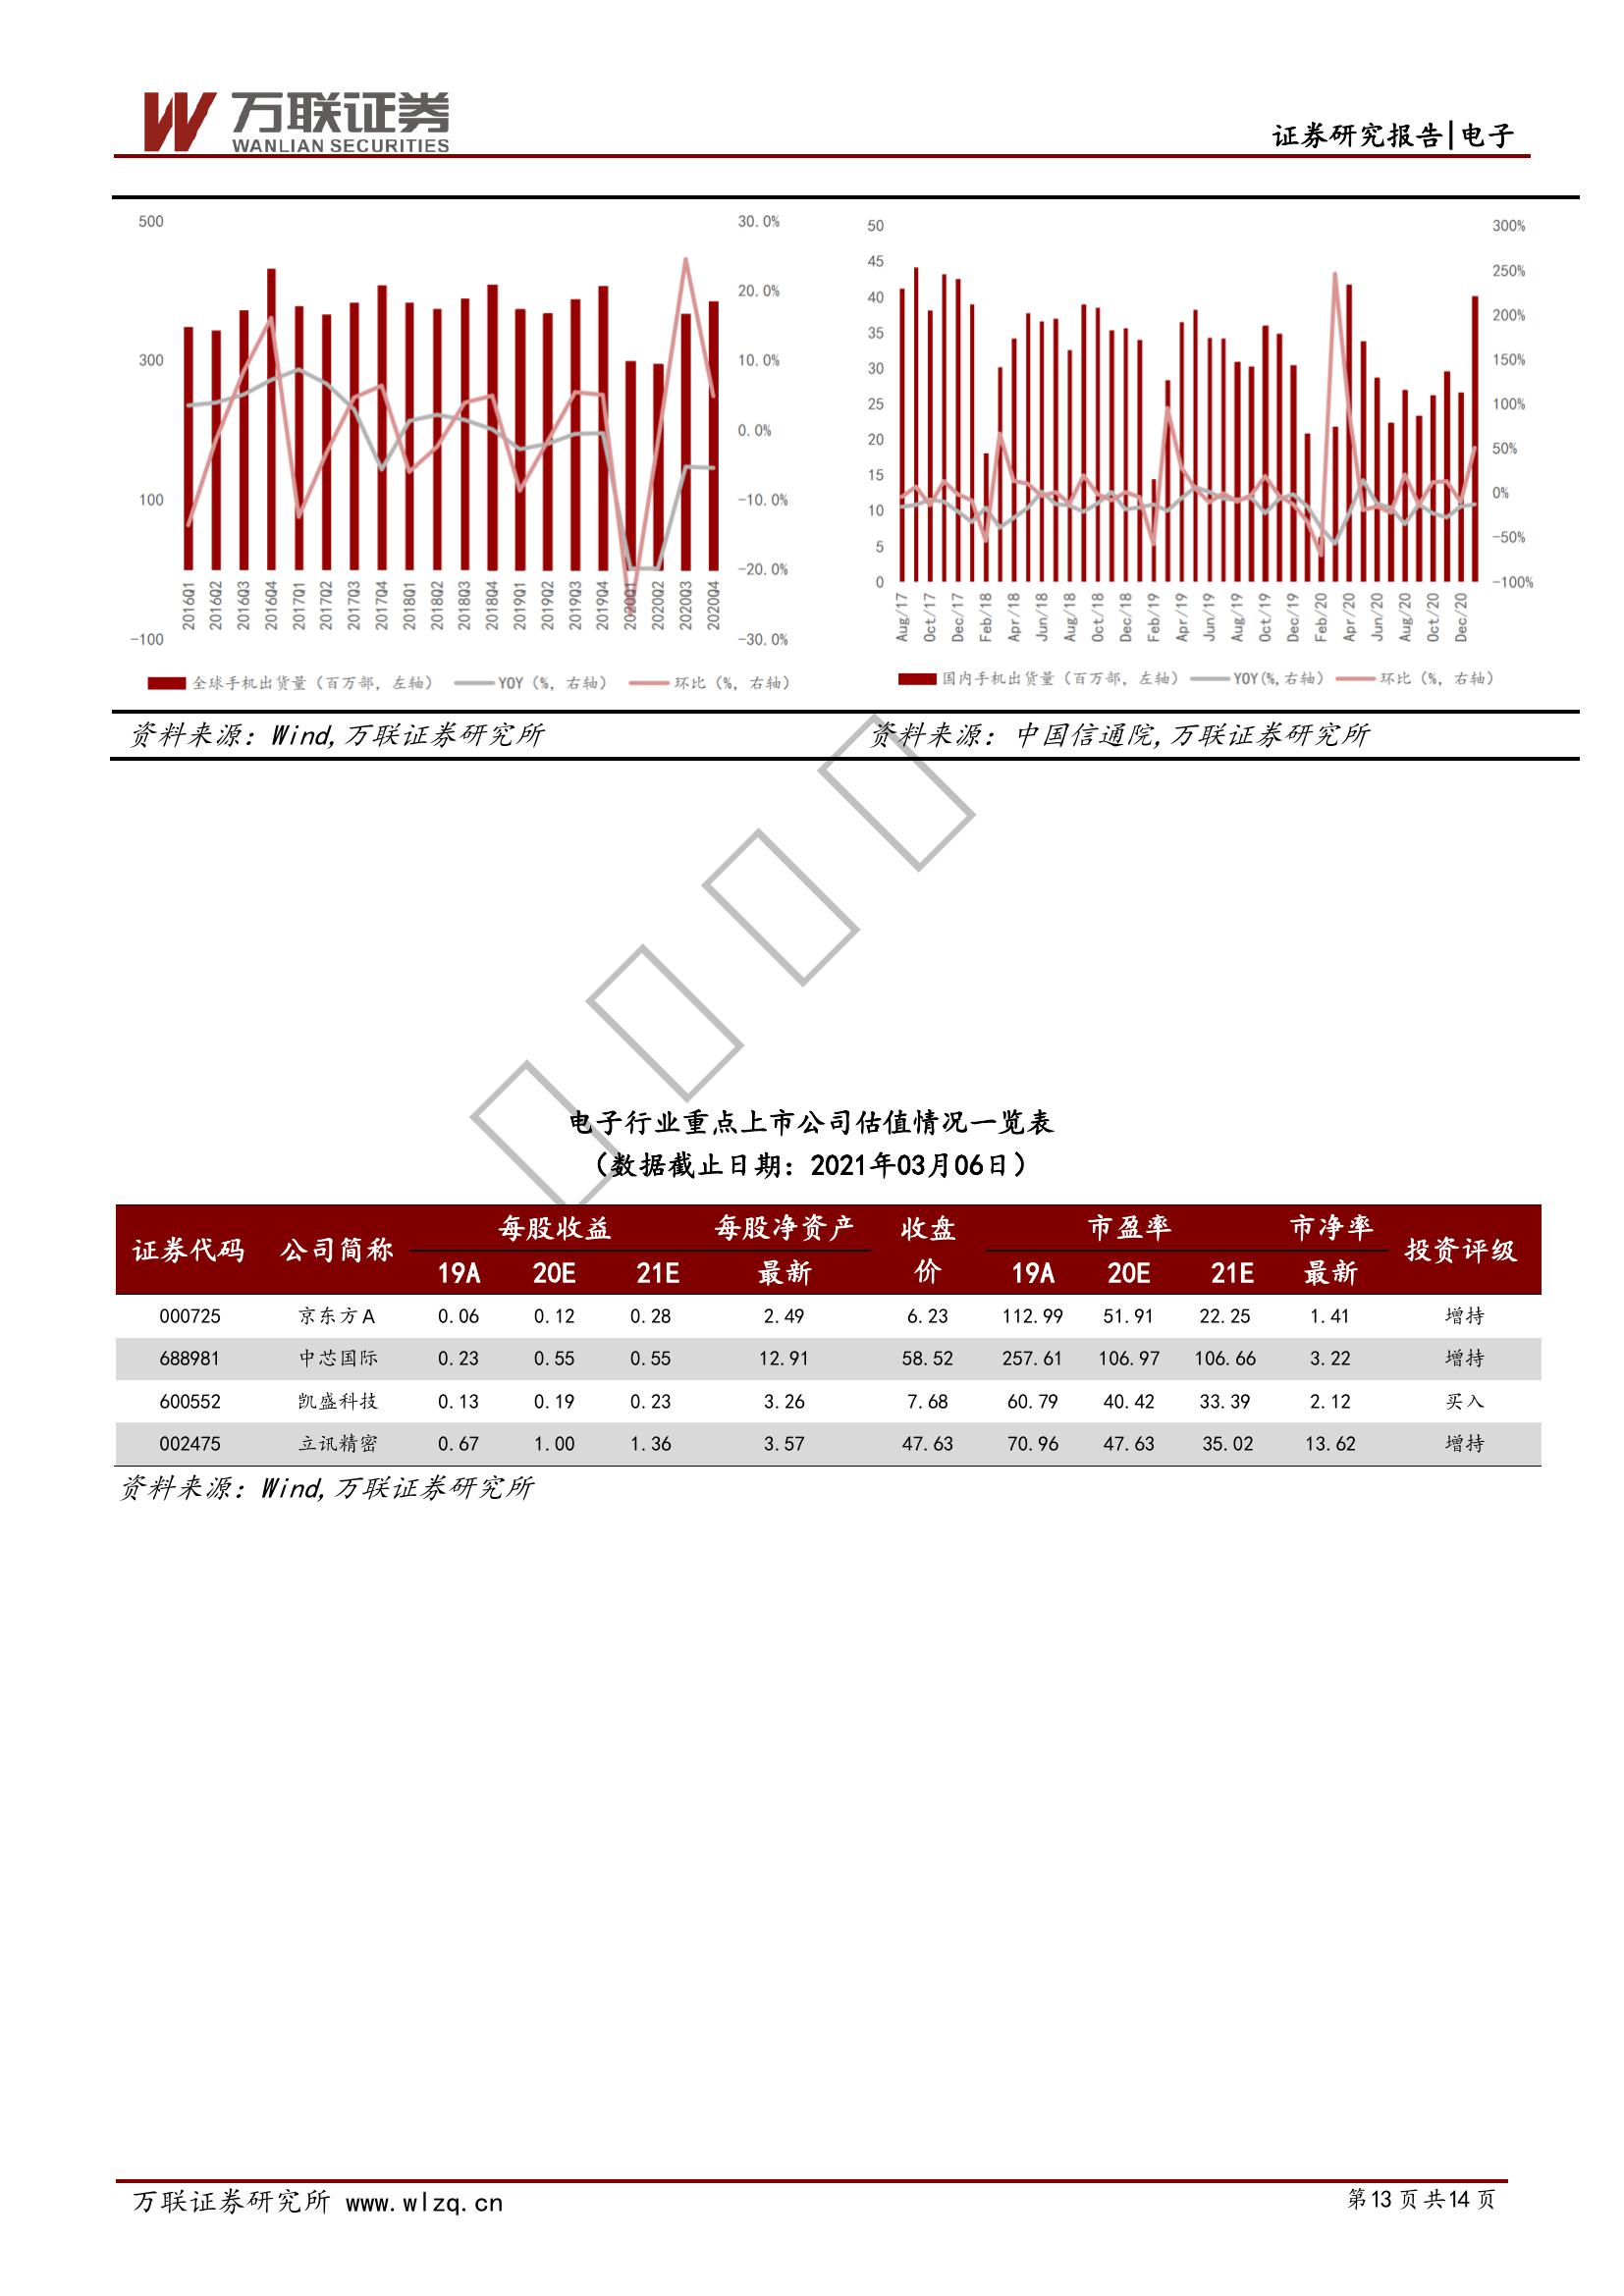 万联证券
WANLIAN SECURITIES
证券研究报告|电子
500
300
100
-100
30.0%
20.0%
10.0%
0.0%
-10.0%
-20.0%
-30.0%
2016Q1 2016Q2 2016Q3 2016Q4 2017Q1 2017Q2 2017Q3 2017Q4 2018Q1 2018Q2 2018Q3 2018Q4 2019Q1 2019Q2 2019Q3 2019Q4 2020Q1 2020Q2 2020Q3 2020Q4
全球手机出货量（百万部，左轴） YOY（%，右轴） 环比（%，右轴）
50
45
40
35
30
25
20
15
10
5
0
300%
250%
200%
150%
100%
50%
0%
-50%
-100%
Aug/17 Oct/17 Dec/17 Feb/18 Apr/18 Jun/18 Aug/18 Oct/18 Dec/18 Feb/19 Apr/19 Jun/19 Aug/19 Oct/19 Dec/19 Feb/20 Apr/20 Jun/20 Aug/20 Oct/20 Dec/20
国内手机出货量（百万部，左轴） YOY(%,右轴) 环比（%，右轴）
资料来源：Wind,万联证券研究所
资料来源：中国信通院,万联证券研究所
电子行业重点上市公司估值情况一览表
（数据截止日期：2021年03月06日）
证券代码 公司简称 每股收益 每股净资产 收盘价 市盈率 市净率 投资评级
19A 20E 21E 最新 19A 20E 21E 最新
000725 京东方A 0.06 0.12 0.28 2.49 6.23 112.99 51.91 22.25 1.41 增持
688981 中芯国际 0.23 0.55 0.55 12.91 58.52 257.61 106.97 106.66 3.22 增持
600552 凯盛科技 0.13 0.19 0.23 3.26 7.68 60.79 40.42 33.39 2.12 买入
002475 立讯精密 0.67 1.00 1.36 3.57 47.63 70.96 47.63 35.02 13.62 增持
资料来源：Wind,万联证券研究所
万联证券研究所 www.wlzq.cn
第13页共14页